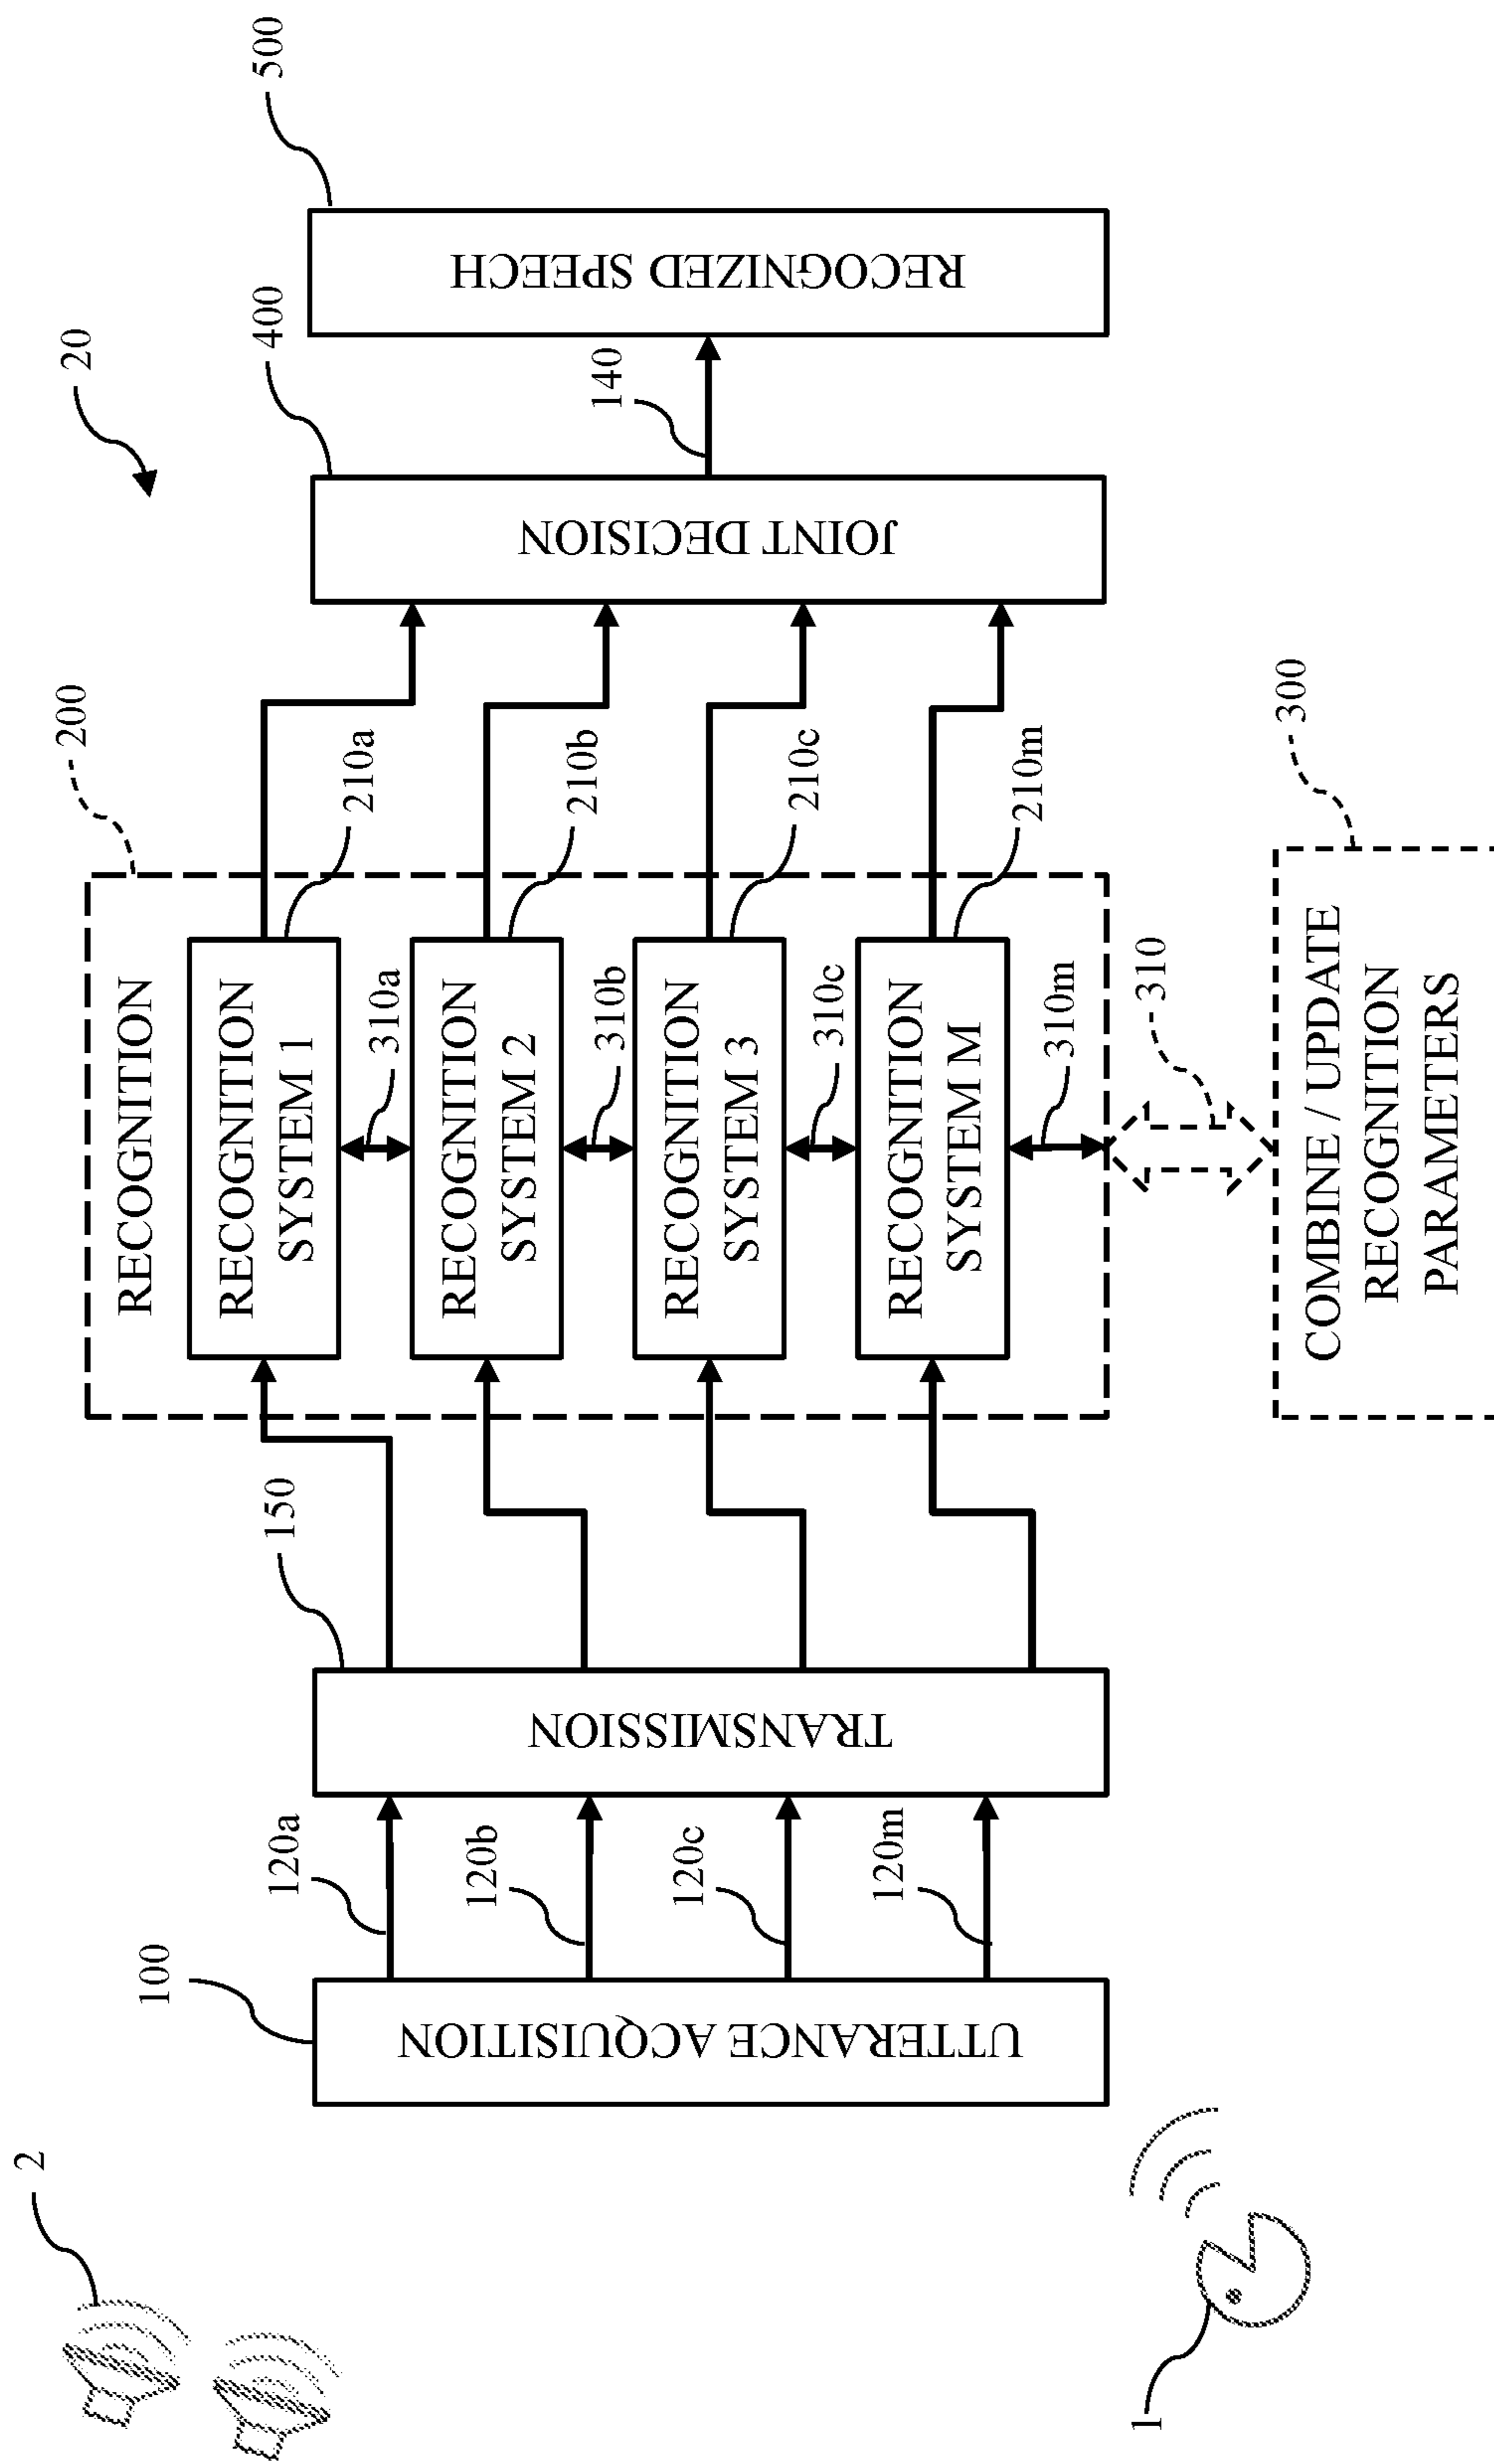 20
2
1
100
UTTERANCE ACQUISITION
120a
120b
120c
120m
150
TRANSMISSION
200
RECOGNITION
RECOGNITION
SYSTEM 1
210a
310a
RECOGNITION
SYSTEM 2
210b
310b
RECOGNITION
SYSTEM 3
210c
310c
RECOGNITION
SYSTEM M
210m
310m
310
300
COMBINE / UPDATE
RECOGNITION
PARAMETERS
400
JOINT DECISION
140
500
RECOGNIZED SPEECH